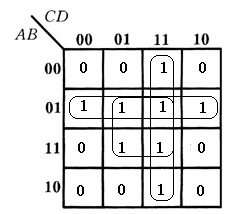 CD
AB
00 01 11 10
00 0 0 1 0
01 1 1 1 1
11 0 1 1 0
10 0 0 1 0